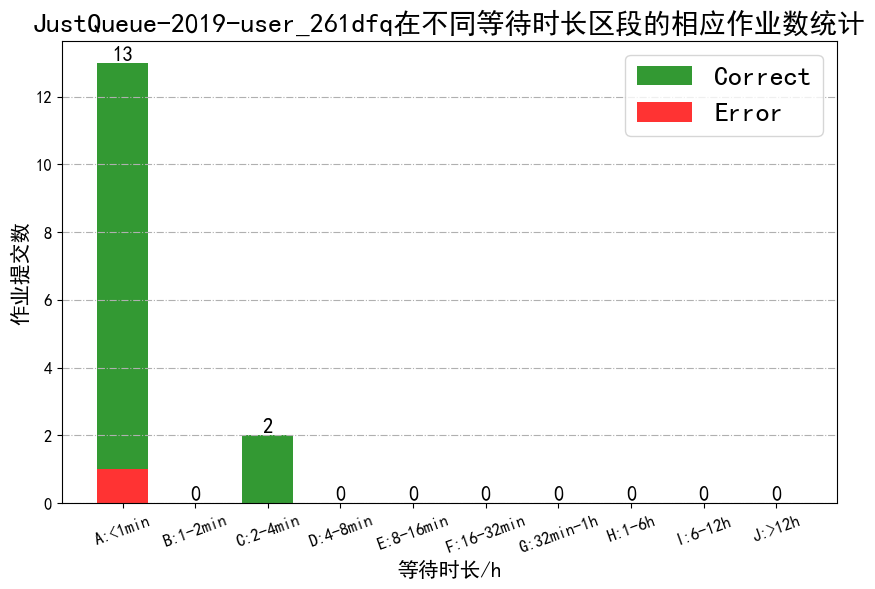 JustQueue-2019-user_261dfq在不同等待时长区段的相应作业数统计
Correct
Error
作业提交数
12
10
8
6
4
2
0
13
0
2
0
0
0
0
0
0
0
A:<1min
B:1-2min
C:2-4min
D:4-8min
E:8-16min
F:16-32min
G:32min-1h
H:1-6h
I:6-12h
J:>12h
等待时长/h